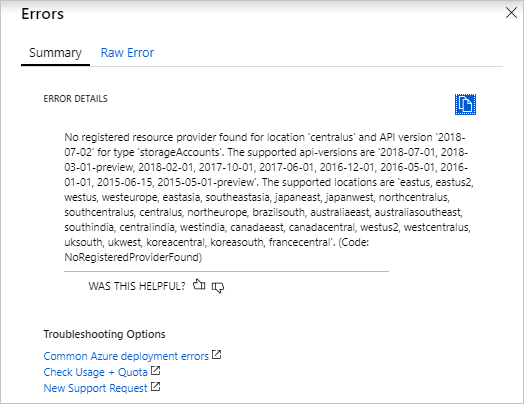 Errors
Summary
Raw Error
ERROR DETAILS
No registered resource provider found for location 'centralus' and API version '2018-
07-02' for type 'storageAccounts'. The supported api-versions are '2018-07-01, 2018-
03-01-preview, 2018-02-01, 2017-10-01, 2017-06-01, 2016-12-01, 2016-05-01, 2016-
01-01, 2015-06-15, 2015-05-01-preview'. The supported locations are 'eastus, eastus2,
westus, westeurope, eastasia, southeastasia, japaneast, japanwest, northcentralus,
southcentralus, centralus, northeurope, brazilsouth, australiaeast, australiasoutheast,
southindia, centralindia, westindia, canadaeast, canadacentral, westus2, westcentralus,
uksouth, ukwest, koreacentral, koreasouth, francecentral'. (Code:
NoRegisteredProviderFound)
WAS THIS HELPFUL?
Troubleshooting Options
Common Azure deployment errors
Check Usage + Quota
New Support Request